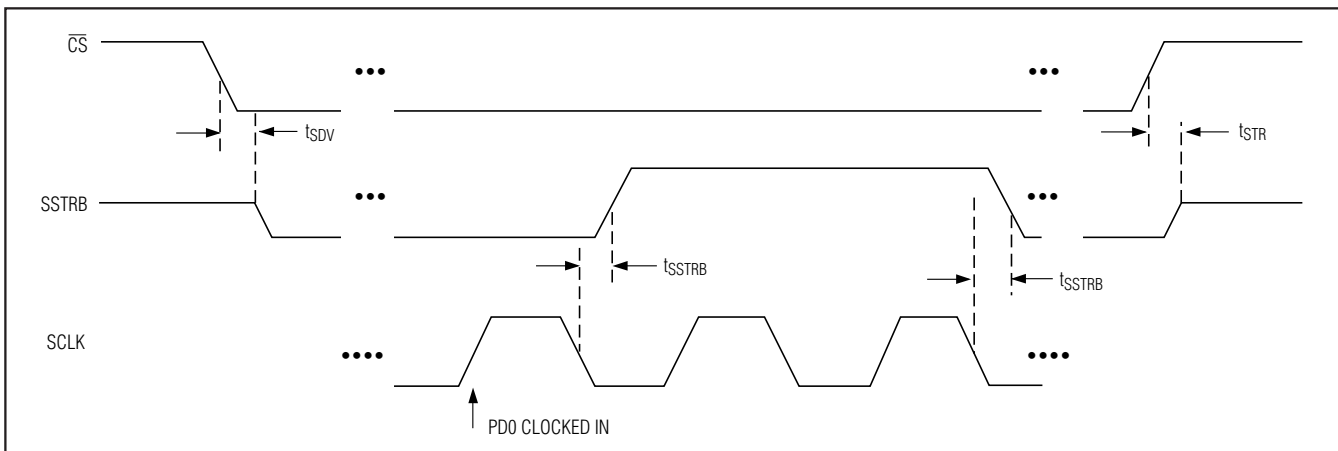 CS
tSDV
tSTR
SSTRB
tSSTRB
tSSTRB
SCLK
PD0 CLOCKED IN